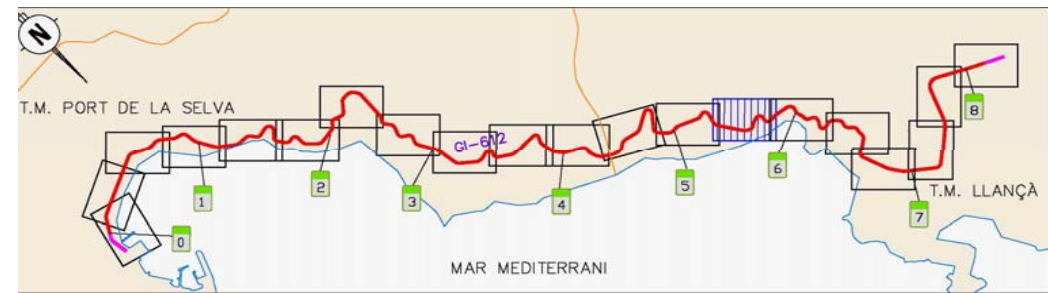 N
T.M. PORT DE LA SELVA
GI-612
0
1
2
3
4
5
6
7
8
T.M. LLANÇÀ
MAR MEDITERRANI